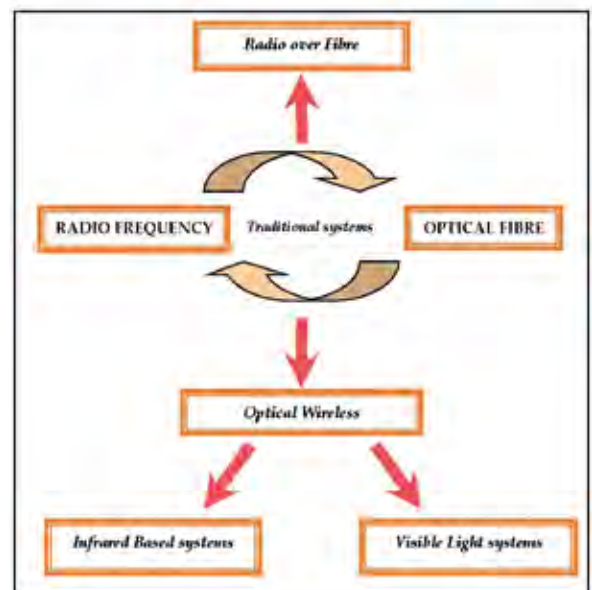 Radio over Fibre
RADIO FREQUENCY
Traditional systems
OPTICAL FIBRE
Optical Wireless
Infrared Based systems
Visible Light systems